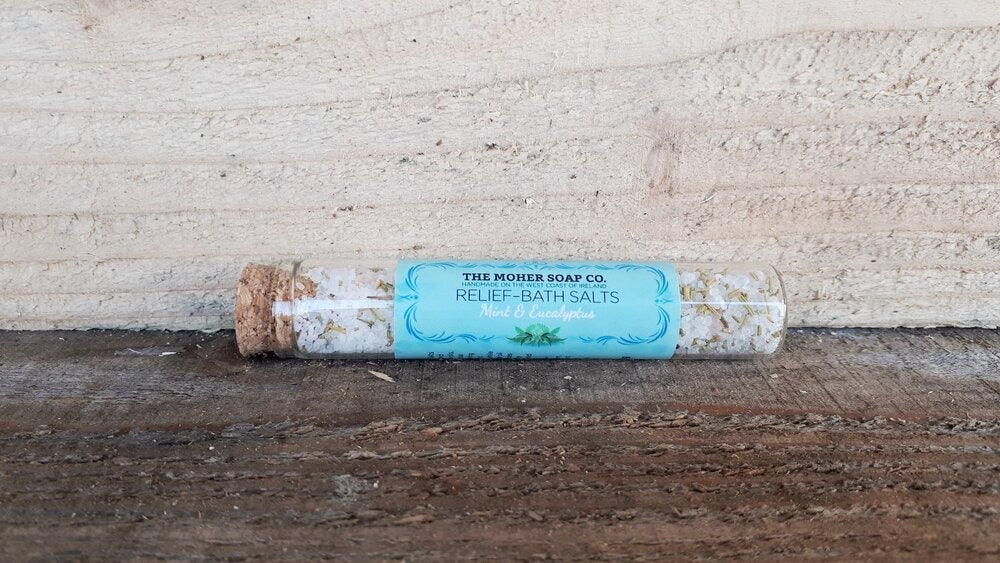 THE MOHER SOAP CO.
HANDMADE ON THE WEST COAST OF IRELAND
RELIEF-BATH SALTS
Mint & Eucalyptus